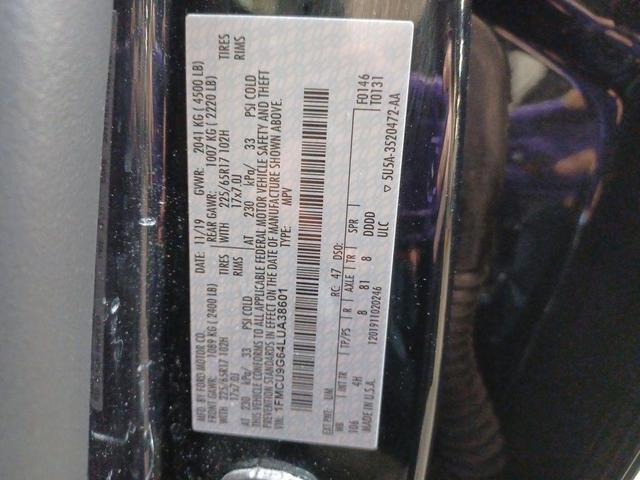 MFD. BY FORD MOTOR CO.
DATE: 11/19 GVWR: 2041 KG ( 4500 LB)
FRONT GAWR: 1089 KG ( 2400 LB) REAR GAWR: 1007 KG ( 2220 LB)
WITH 225/65R17 102H TIRES WITH 225/65R17 102H TIRES
17x7.0J RIMS 17x7.0J RIMS
AT 230 kPa/ 33 PSI COLD AT 230 kPa/ 33 PSI COLD
THIS VEHICLE CONFORMS TO ALL APPLICABLE FEDERAL MOTOR VEHICLE SAFETY AND THEFT
PREVENTION STANDARDS IN EFFECT ON THE DATE OF MANUFACTURE SHOWN ABOVE.
VIN: 1FMCU9G64LUA38601 TYPE: MPV
EXT PNT: UM RC: 47 DSO: F0146
T0131
WB INT TR TP/PS R AXLE TR SPR
106 4H 8 81 8 DDDD
MADE IN U.S.A. 1201911020246 ULC
▽ 5U5A-3520472-AA